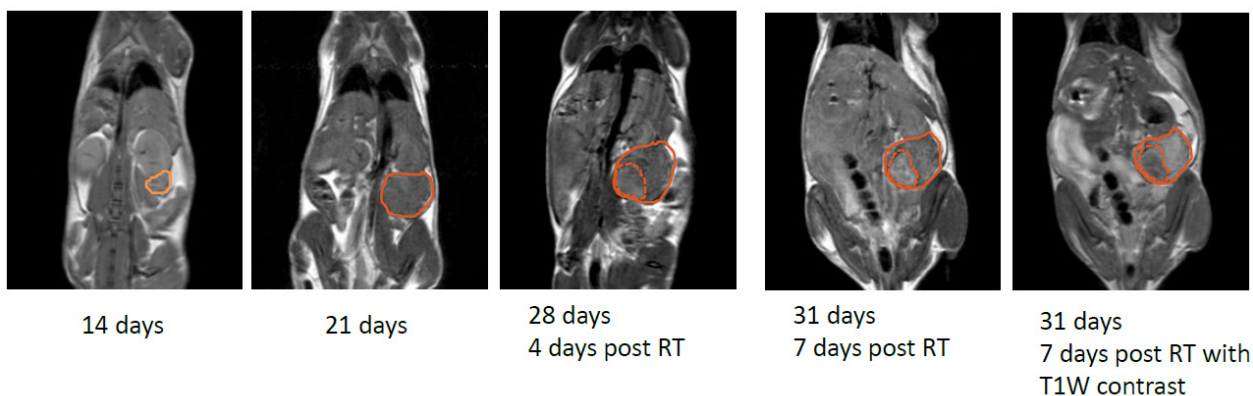 14 days
21 days
28 days
4 days post RT
31 days
7 days post RT
31 days
7 days post RT with
T1W contrast